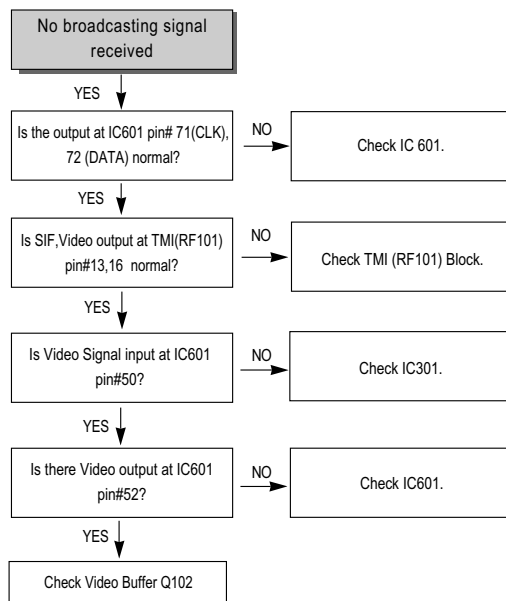 No broadcasting signal
received
YES
Is the output at IC601 pin# 71(CLK),
72 (DATA) normal?
NO
Check IC 601.
YES
Is SIF,Video output at TMI(RF101)
pin#13,16 normal?
NO
Check TMI (RF101) Block.
YES
Is Video Signal input at IC601
pin#50?
NO
Check IC301.
YES
Is there Video output at IC601
pin#52?
NO
Check IC601.
YES
Check Video Buffer Q102